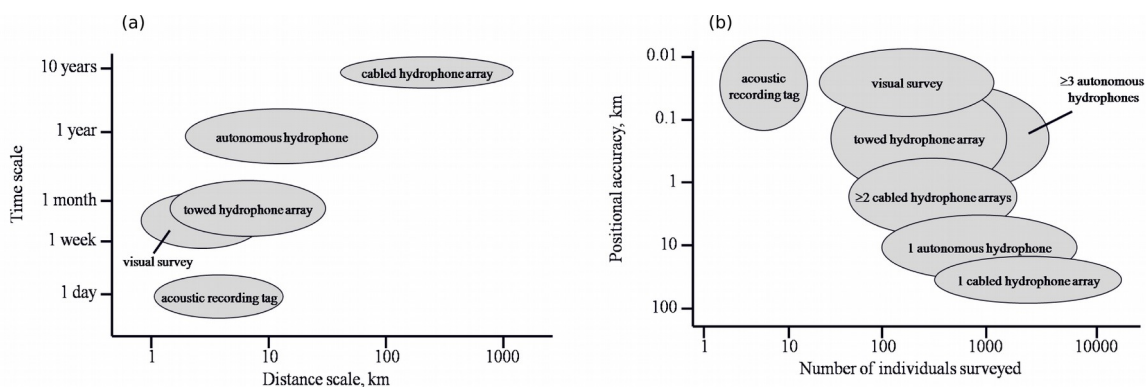 (a)
Time scale
10 years
1 year
1 month
1 week
1 day
cabled hydrophone array
autonomous hydrophone
towed hydrophone array
visual survey
acoustic recording tag
1
10
100
1000
Distance scale, km
(b)
Positional accuracy, km
0.01
0.1
1
10
100
acoustic
recording tag
visual survey
≥3 autonomous
hydrophones
towed hydrophone array
≥2 cabled hydrophone arrays
1 autonomous hydrophone
1 cabled hydrophone array
1
10
100
1000
10000
Number of individuals surveyed